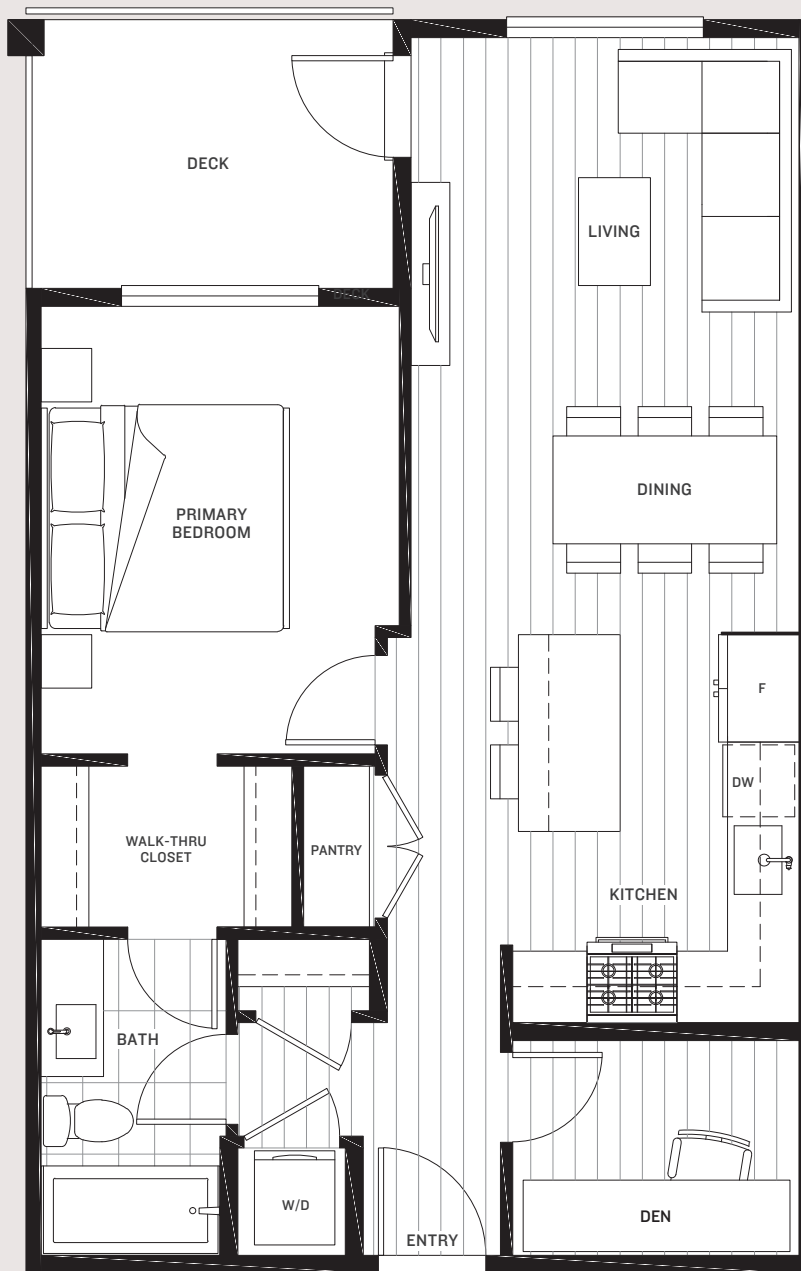 DECK
LIVING
DECK
DINING
PRIMARY
BEDROOM
F
DW
WALK-THRU
CLOSET
PANTRY
KITCHEN
BATH
W/D
DEN
ENTRY